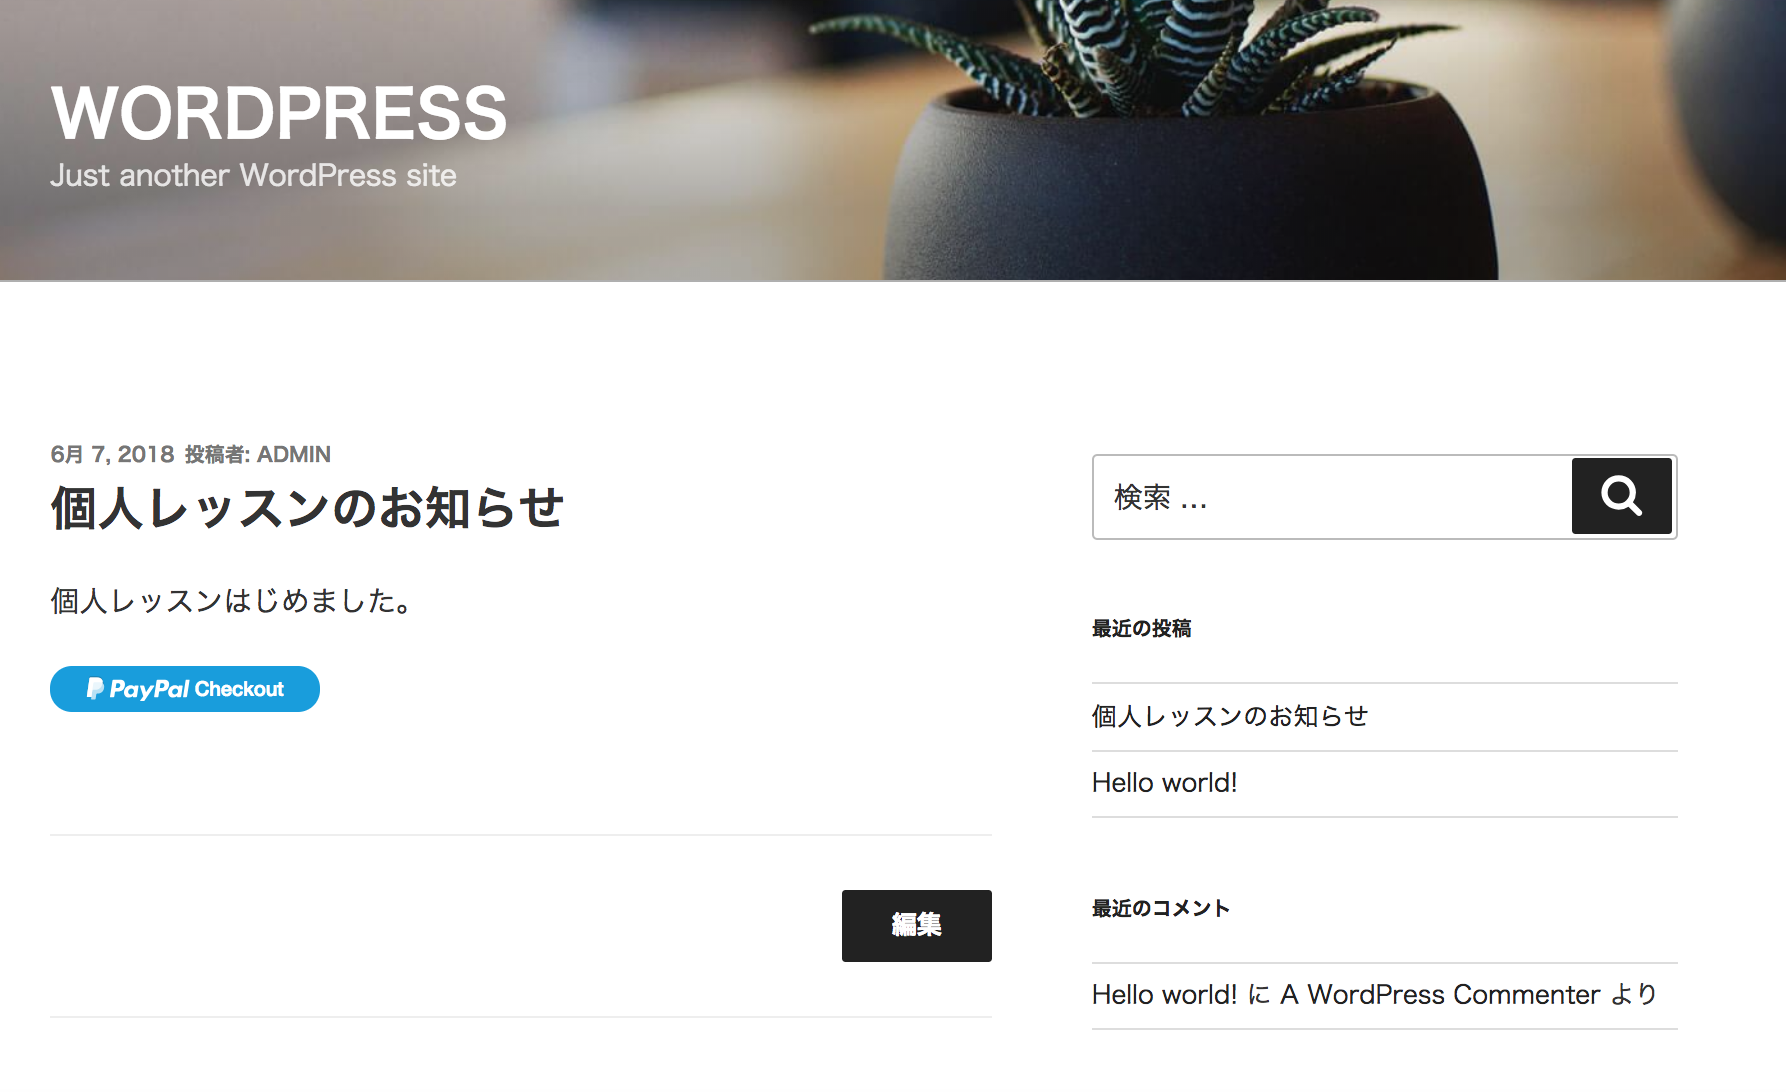 WORDPRESS
Just another WordPress site
6月 7, 2018 投稿者: ADMIN
個人レッスンのお知らせ
個人レッスンはじめました。
PayPal Checkout
編集
検索 ...
最近の投稿
個人レッスンのお知らせ
Hello world!
最近のコメント
Hello world! に A WordPress Commenter より